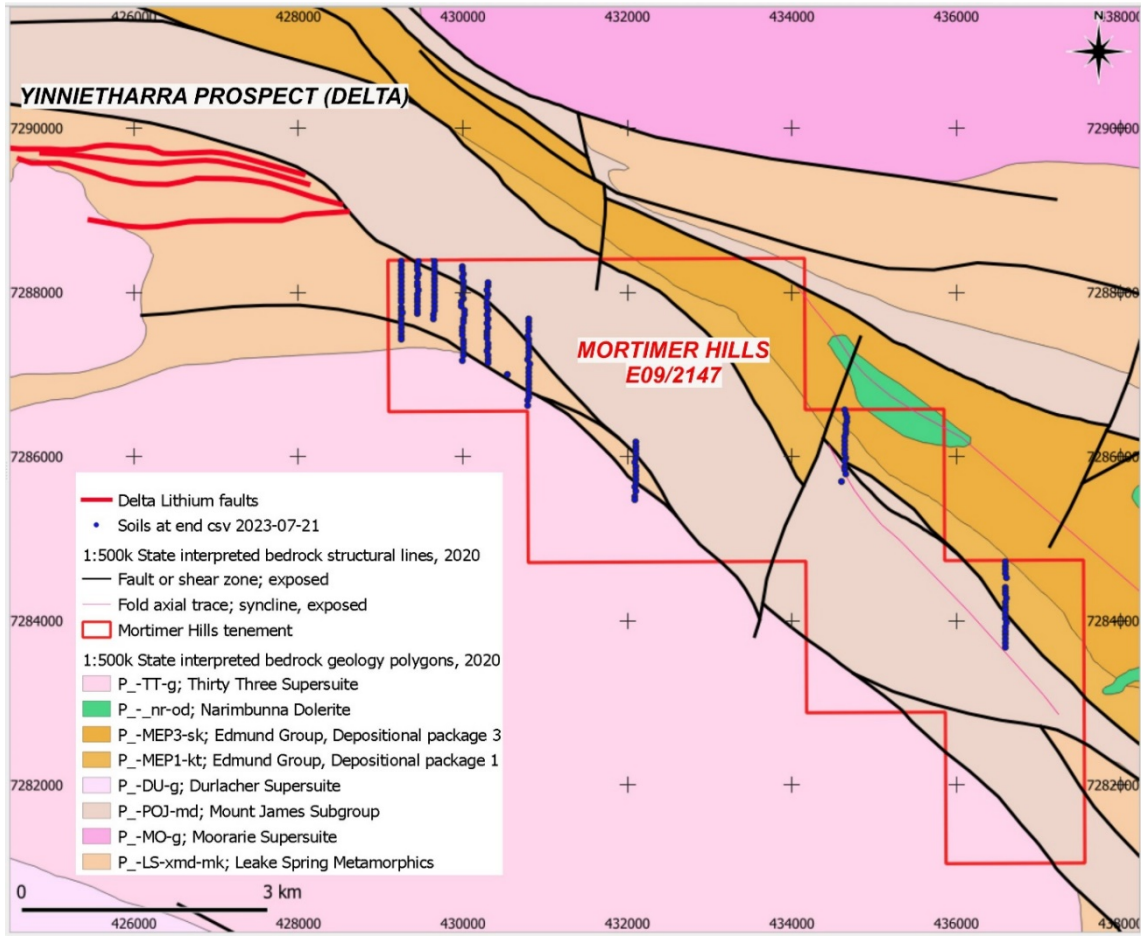 426000 428000 430000 432000 434000 436000 438000
N
YINNIETHARRA PROSPECT (DELTA)
7290000 7290000
7288000 7288000
MORTIMER HILLS
E09/2147
7286000 7286000
Delta Lithium faults
Soils at end csv 2023-07-21
1:500k State interpreted bedrock structural lines, 2020
Fault or shear zone; exposed
Fold axial trace; syncline, exposed
Mortimer Hills tenement
7284000 7284000
1:500k State interpreted bedrock geology polygons, 2020
P_-TT-g; Thirty Three Supersuite
P_-_nr-od; Narimbunna Dolerite
P_-MEP3-sk; Edmund Group, Depositional package 3
P_-MEP1-kt; Edmund Group, Depositional package 1
7282000 7282000
P_-DU-g; Durlacher Supersuite
P_-POJ-md; Mount James Subgroup
P_-MO-g; Moorarie Supersuite
P_-LS-xmd-mk; Leake Spring Metamorphics
0 3 km
426000 428000 430000 432000 434000 436000 438000